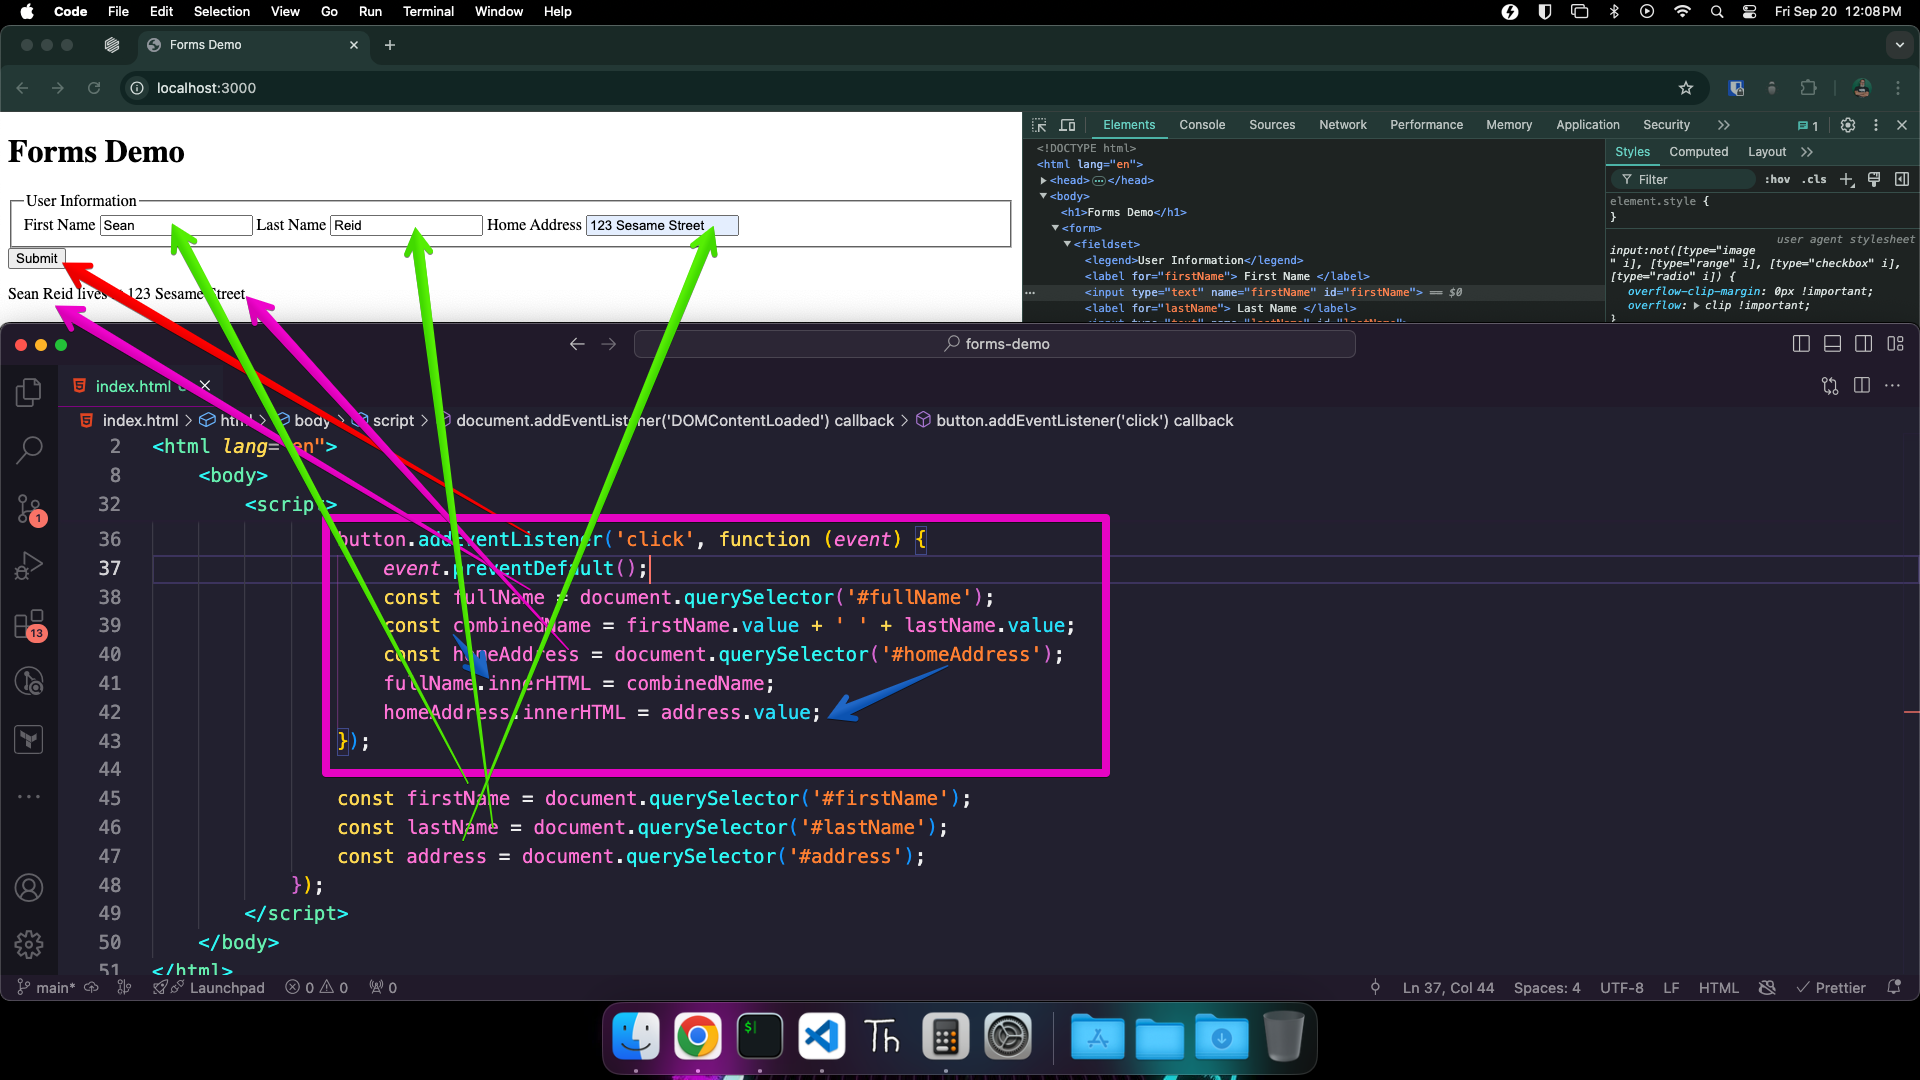 Code File Edit Selection View Go Run Terminal Window Help Fri Sep 20 12:08 PM
Forms Demo
localhost:3000
Forms Demo
User Information
First Name Sean Last Name Reid Home Address 123 Sesame Street
Submit
Sean Reid lives 123 Sesame Street
Elements Console Sources Network Performance Memory Application Security 1
<!DOCTYPE html>
<html lang="en">
<head> </head>
<body>
<h1>Forms Demo</h1>
<form>
<fieldset>
<legend>User Information</legend>
<label for="firstName"> First Name </label>
<input type="text" name="firstName" id="firstName"> == $0
<label for="lastName"> Last Name </label>
Styles Computed Layout
Filter :hov .cls
element.style {
}
user agent stylesheet
input:not([type="image
" i], [type="range" i], [type="checkbox" i],
[type="radio" i]) {
overflow-clip-margin: 0px !important;
overflow: clip !important;
}
forms-demo
index.html
index.html html body script document.addEventListener('DOMContentLoaded') callback button.addEventListener('click') callback
2 <html lang="en">
8 <body>
32 <script>
36 button.addEventListener('click', function (event) {
37 event.preventDefault();
38 const fullName = document.querySelector('#fullName');
39 const combinedName = firstName.value + ' ' + lastName.value;
40 const homeAddress = document.querySelector('#homeAddress');
41 fullName.innerHTML = combinedName;
42 homeAddress.innerHTML = address.value;
43 });
44
45 const firstName = document.querySelector('#firstName');
46 const lastName = document.querySelector('#lastName');
47 const address = document.querySelector('#address');
48 });
49 </script>
50 </body>
51 </html>
1
13
main* Launchpad 0 0 0 Ln 37, Col 44 Spaces: 4 UTF-8 LF HTML Prettier
$
Th